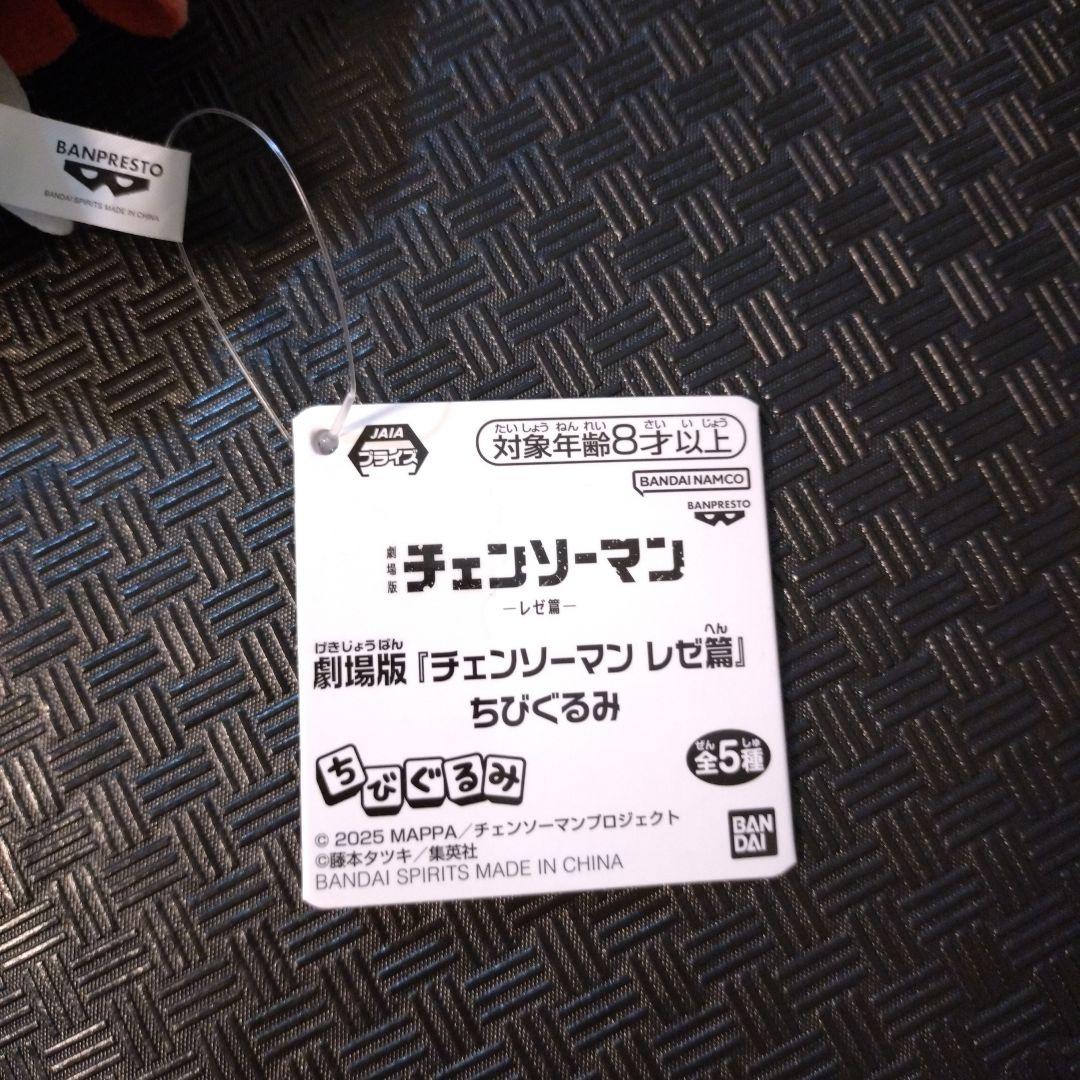 BANPRESTO
BANDAI SPIRITS MADE IN CHINA
JAIA
プライズ
たいしょうねんれい さいいじょう
対象年齢8才以上
BANDAI NAMCO
BANPRESTO
劇場版
チェンソーマン
―レゼ篇―
げきじょうばん へん
劇場版『チェンソーマン レゼ篇』
ちびぐるみ
ぜん しゅ
全5種
ちびぐるみ
© 2025 MAPPA／チェンソーマンプロジェクト
©藤本タツキ／集英社
BANDAI SPIRITS MADE IN CHINA
BAN
DAI